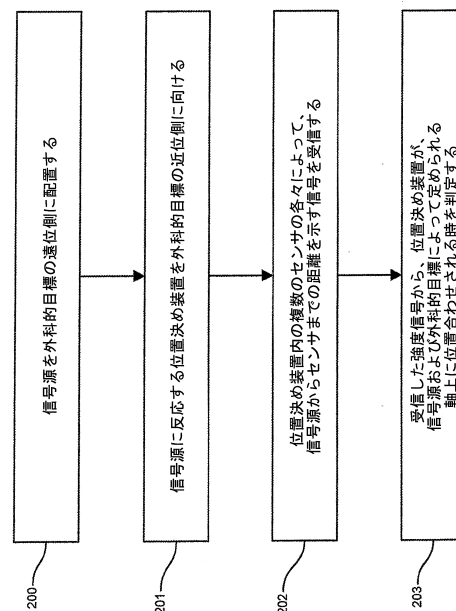 200
信号源を外科的目標の遠位側に配置する
201
信号源に反応する位置決め装置を外科的目標の近位側に向ける
202
位置決め装置内の複数のセンサの各々によって、
信号源からセンサまでの距離を示す信号を受信する
203
受信した強度信号から、位置決め装置が、
信号源および外科的目標によって定められる
軸上に位置合わせされる時を判定する